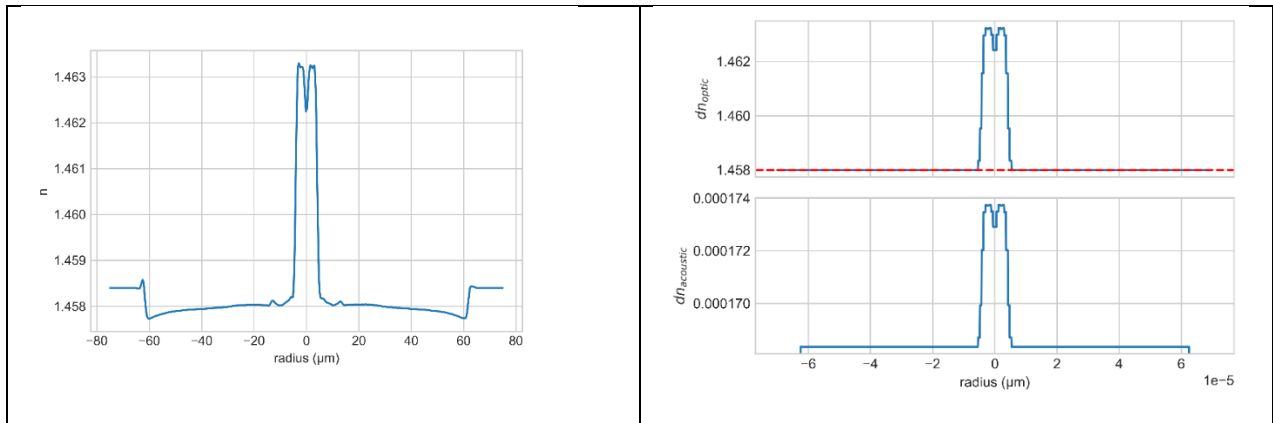 1.463
1.462
1.461
1.460
1.459
1.458
n
−80 −60 −40 −20 0 20 40 60 80
radius (μm)
1.462
1.460
1.458
dn_optic
0.000174
0.000172
0.000170
dn_acoustic
−6 −4 −2 0 2 4 6
radius (μm)
1e−5